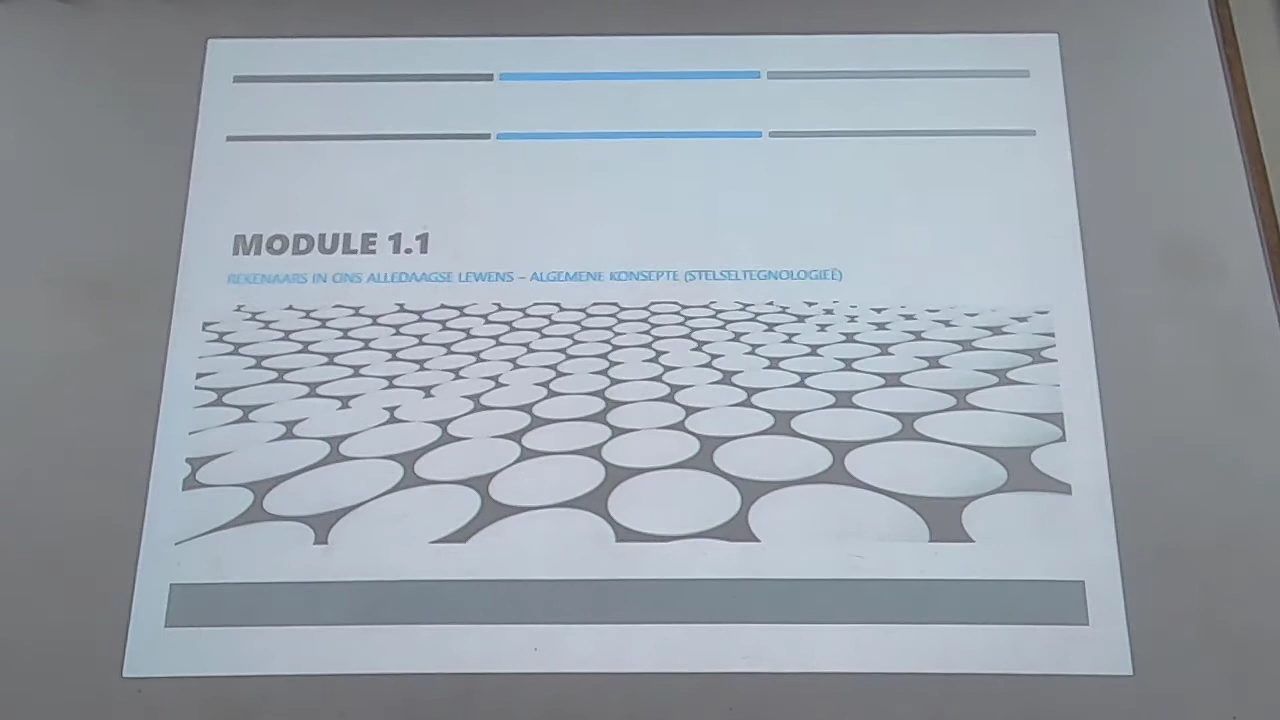 MODULE 1.1
REKENAARS IN ONS ALLEDAAGSE LEWENS – ALGEMENE KONSEPTE (STELSELTEGNOLOGIEË)